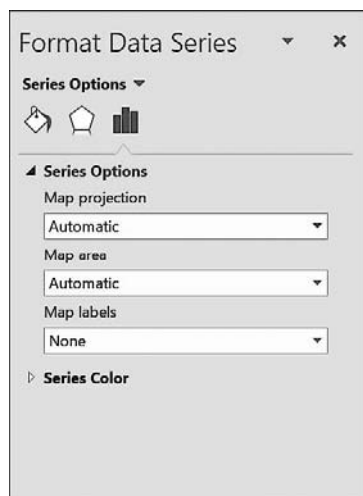 Format Data Series
Series Options
Series Options
Map projection
Automatic
Map area
Automatic
Map labels
None
Series Color